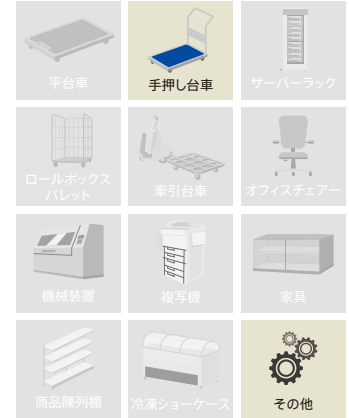 平台車
手押し台車
サーバーラック
ロールボックス
パレット
牽引台車
オフィスチェアー
機械装置
複写機
家具
商品陳列棚
冷凍ショーケース
その他